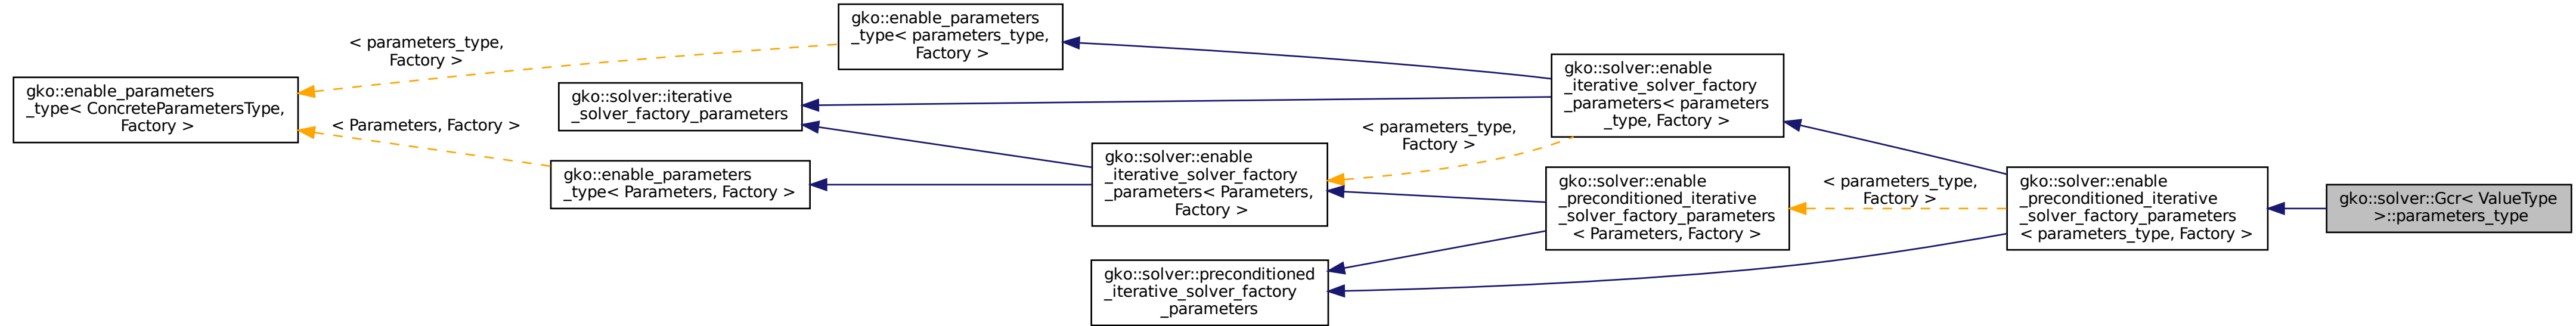 gko::enable_parameters
_type< ConcreteParametersType,
Factory >
< parameters_type,
Factory >
< Parameters, Factory >
gko::enable_parameters
_type< parameters_type,
Factory >
gko::solver::iterative
_solver_factory_parameters
gko::enable_parameters
_type< Parameters, Factory >
gko::solver::enable
_iterative_solver_factory
_parameters< Parameters,
Factory >
gko::solver::preconditioned
_iterative_solver_factory
_parameters
< parameters_type,
Factory >
gko::solver::enable
_iterative_solver_factory
_parameters< parameters
_type, Factory >
gko::solver::enable
_preconditioned_iterative
_solver_factory_parameters
< Parameters, Factory >
< parameters_type,
Factory >
gko::solver::enable
_preconditioned_iterative
_solver_factory_parameters
< parameters_type, Factory >
gko::solver::Gcr< ValueType
>::parameters_type